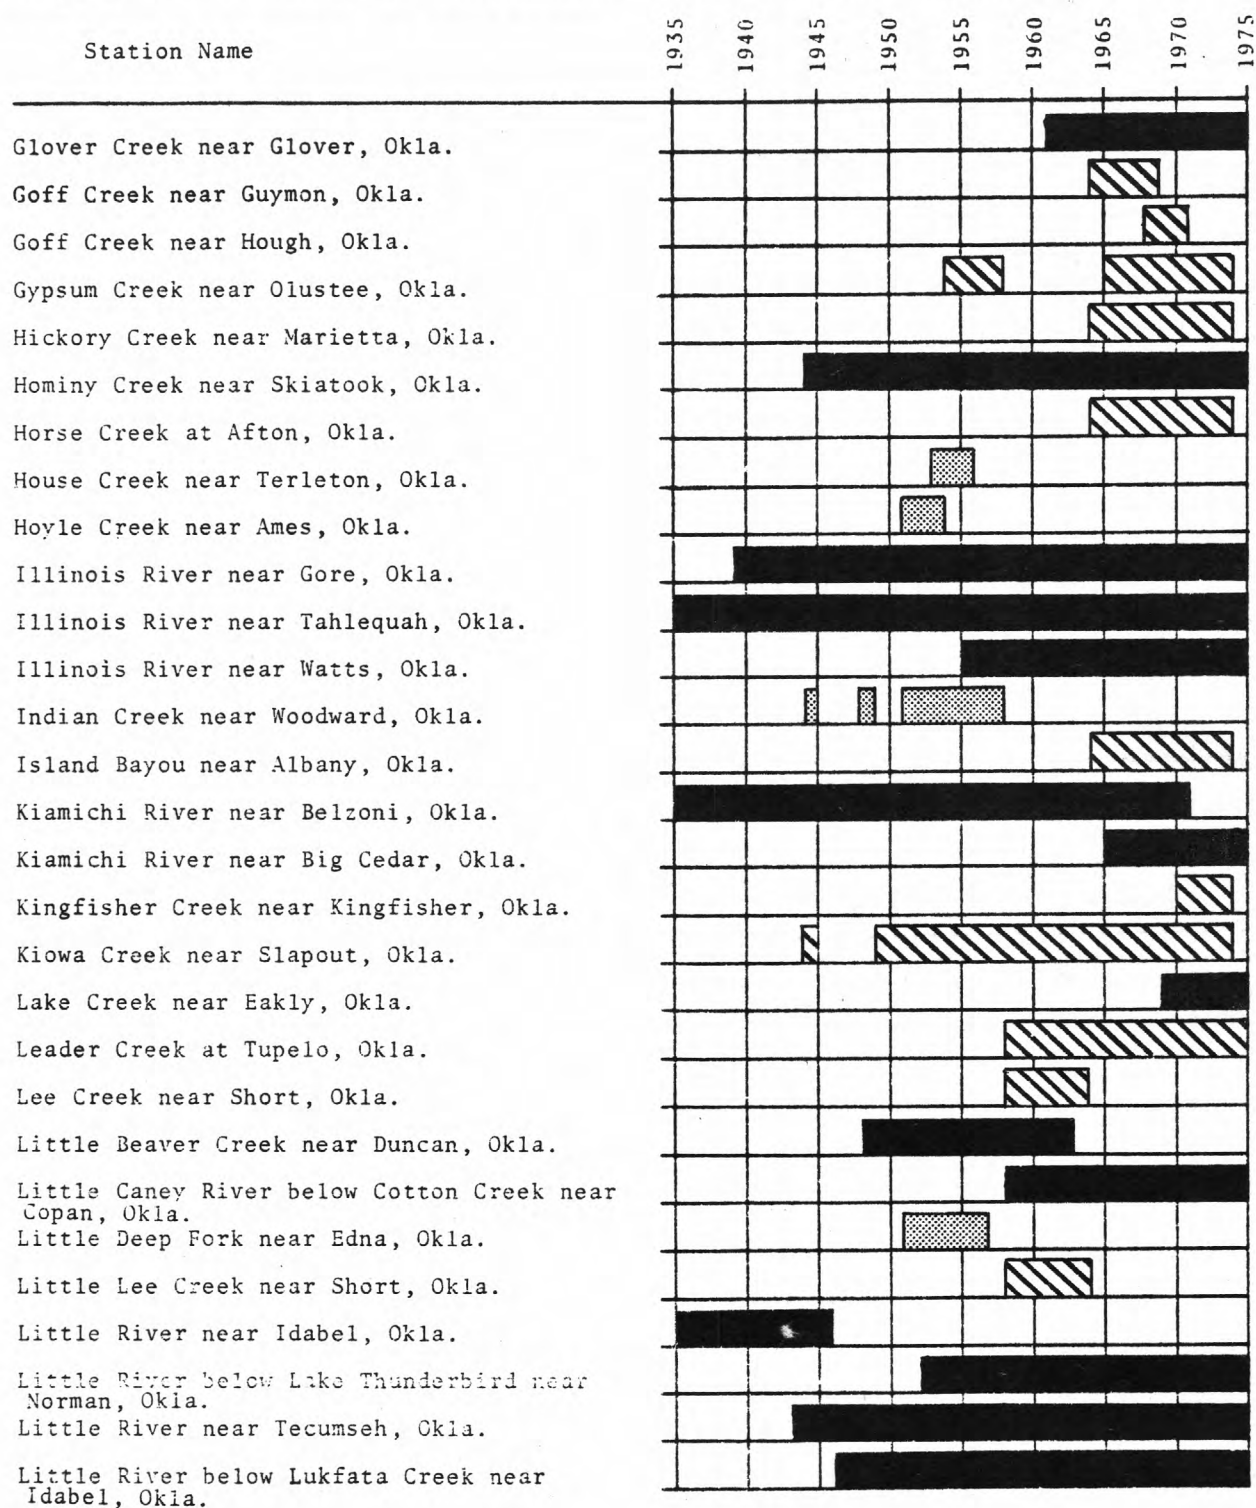 1935 1940 1945 1950 1955 1960 1965 1970 1975
Station Name
Glover Creek near Glover, Okla.
Goff Creek near Guymon, Okla.
Goff Creek near Hough, Okla.
Gypsum Creek near Olustee, Okla.
Hickory Creek near Marietta, Okla.
Hominy Creek near Skiatook, Okla.
Horse Creek at Afton, Okla.
House Creek near Terleton, Okla.
Hoyle Creek near Ames, Okla.
Illinois River near Gore, Okla.
Illinois River near Tahlequah, Okla.
Illinois River near Watts, Okla.
Indian Creek near Woodward, Okla.
Island Bayou near Albany, Okla.
Kiamichi River near Belzoni, Okla.
Kiamichi River near Big Cedar, Okla.
Kingfisher Creek near Kingfisher, Okla.
Kiowa Creek near Slapout, Okla.
Lake Creek near Eakly, Okla.
Leader Creek at Tupelo, Okla.
Lee Creek near Short, Okla.
Little Beaver Creek near Duncan, Okla.
Little Caney River below Cotton Creek near
Copan, Okla.
Little Deep Fork near Edna, Okla.
Little Lee Creek near Short, Okla.
Little River near Idabel, Okla.
Little River below Lake Thunderbird near
Norman, Okla.
Little River near Tecumseh, Okla.
Little River below Lukfata Creek near
Idabel, Okla.